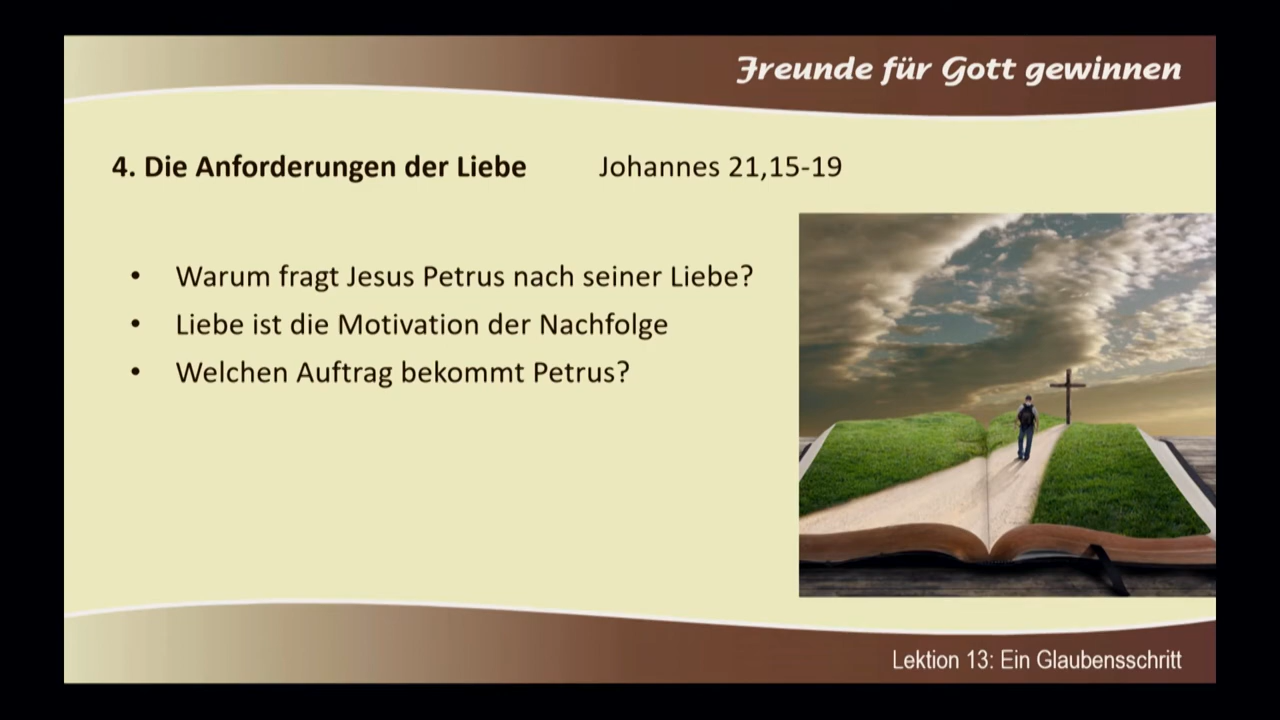 Freunde für Gott gewinnen
4. Die Anforderungen der Liebe Johannes 21,15-19
• Warum fragt Jesus Petrus nach seiner Liebe?
• Liebe ist die Motivation der Nachfolge
• Welchen Auftrag bekommt Petrus?
Lektion 13: Ein Glaubensschritt